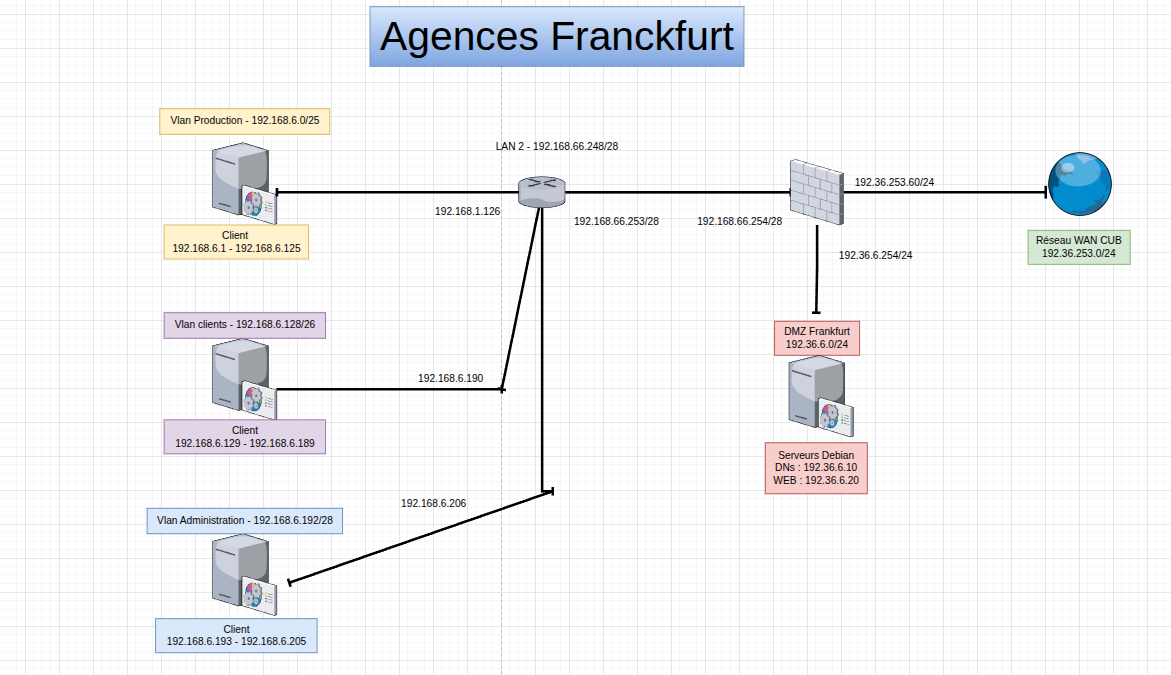 Agences Franckfurt
Vlan Production - 192.168.6.0/25
LAN 2 - 192.168.66.248/28
192.36.253.60/24
192.168.1.126
192.168.66.253/28
192.168.66.254/28
Client
192.168.6.1 - 192.168.6.125
Réseau WAN CUB
192.36.253.0/24
192.36.6.254/24
Vlan clients - 192.168.6.128/26
DMZ Frankfurt
192.36.6.0/24
192.168.6.190
Client
192.168.6.129 - 192.168.6.189
Serveurs Debian
DNs : 192.36.6.10
WEB : 192.36.6.20
192.168.6.206
Vlan Administration - 192.168.6.192/28
Client
192.168.6.193 - 192.168.6.205